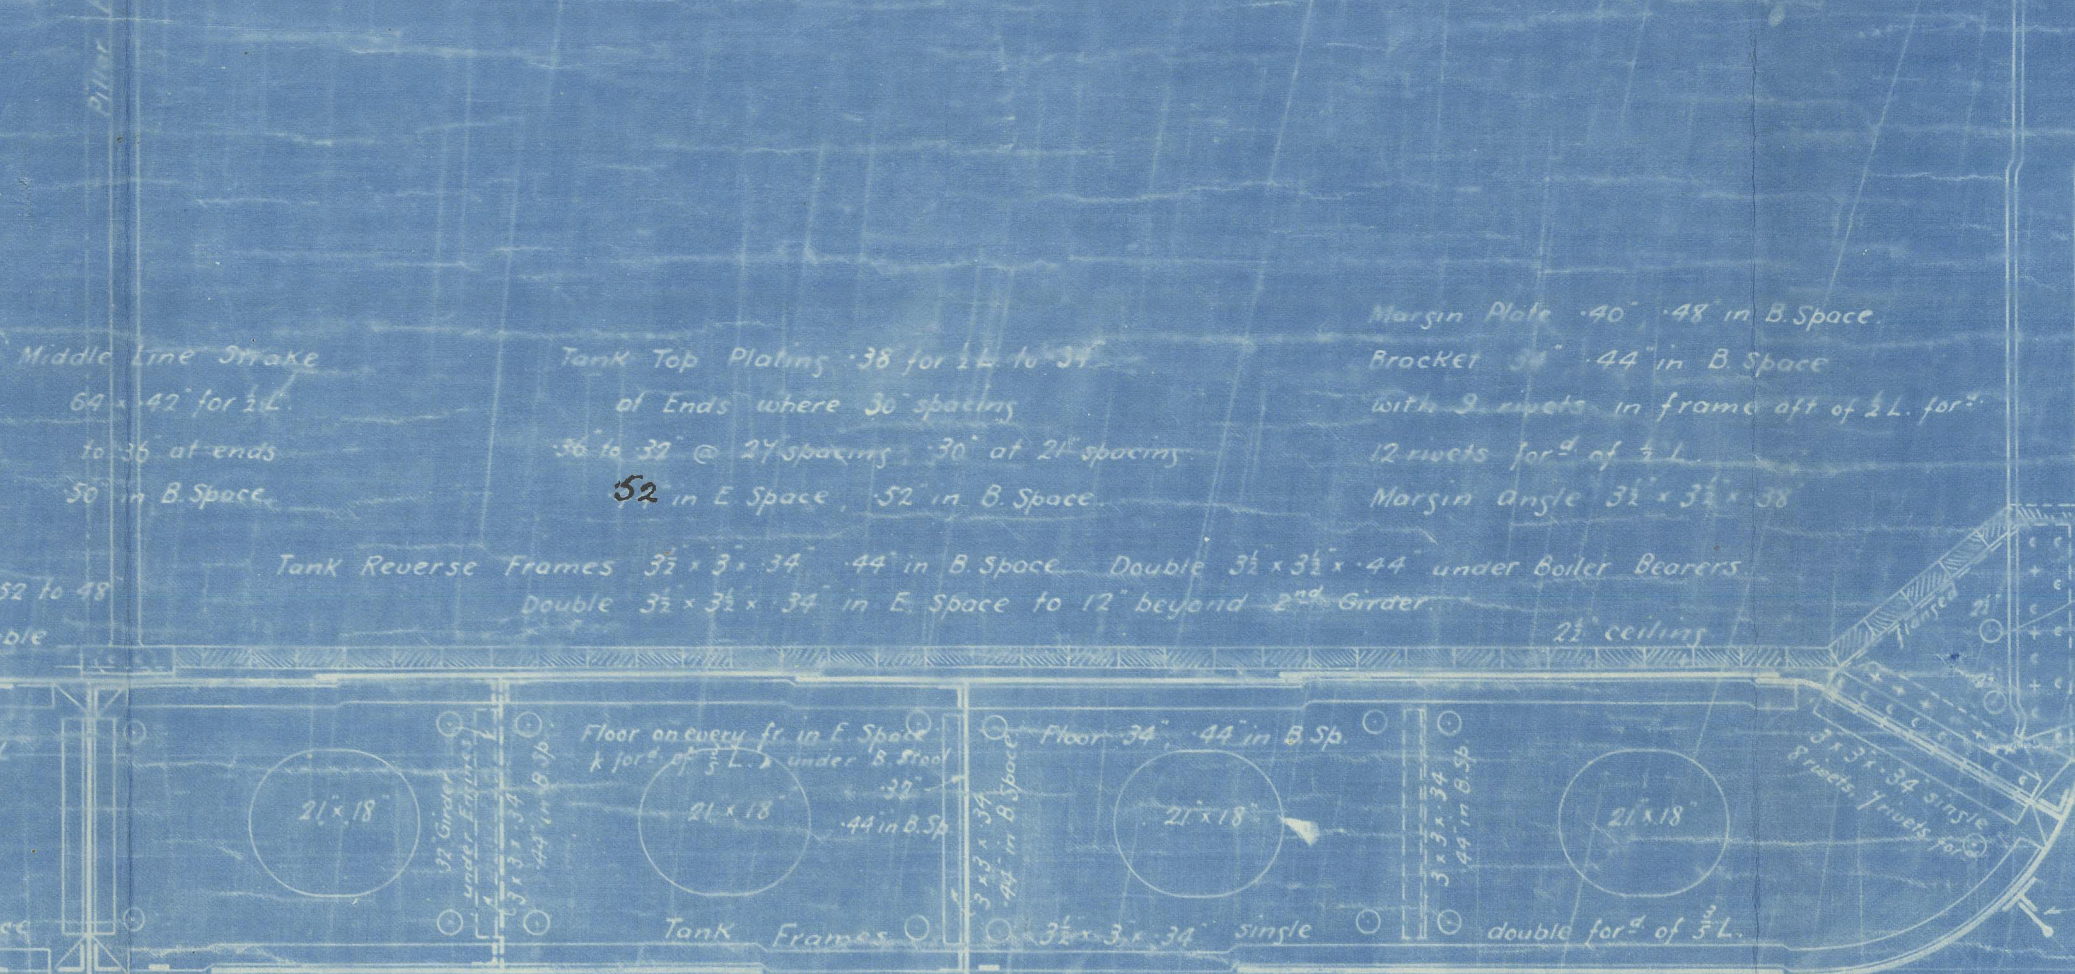 Pillar
Middle Line Strake
64 × ·42" for ½ L.
to ·36" at ends
·50" in B. Space
Tank Top Plating ·38" for ½ L to ·34"
at Ends where 30" spacing
·36" to ·32" @ 27" spacing, ·30" at 21" spacing
·52 in E Space, ·52" in B. Space.
Margin Plate ·40" ·48" in B. Space.
Bracket ·34" ·44" in B. Space
with 9 rivets in frame aft of ½ L. ford.
12 rivets ford of ½ L.
Margin angle 3½" × 3½" × ·38"
Tank Reverse Frames 3½" × 3" × ·34" ·44" in B. Space Double 3½" × 3½" × ·44" under Boiler Bearers
Double 3½" × 3½" × ·34" in E. Space to 12" beyond 2nd Girder.
52 to 48
ble
2½" ceiling
flanged
21" × 18"
·32" Girder
under Engines
3 × 3 × ·34"
·44" in B Sp.
Floor on every fr. in E Space
& ford of ⅗ L. & under B. Stool
·32"
·44 in B. Sp
21" × 18"
3 × 3 × ·34
·44" in B Space
Floor ·34", ·44" in B Sp.
21" × 18"
3 × 3 × ·34
·44" in B. Sp
21" × 18"
3" × 3" × ·34" single
8 rivets, 7 rivets for
Tank Frames 3½" × 3" × ·34" single double ford of ⅗ L.